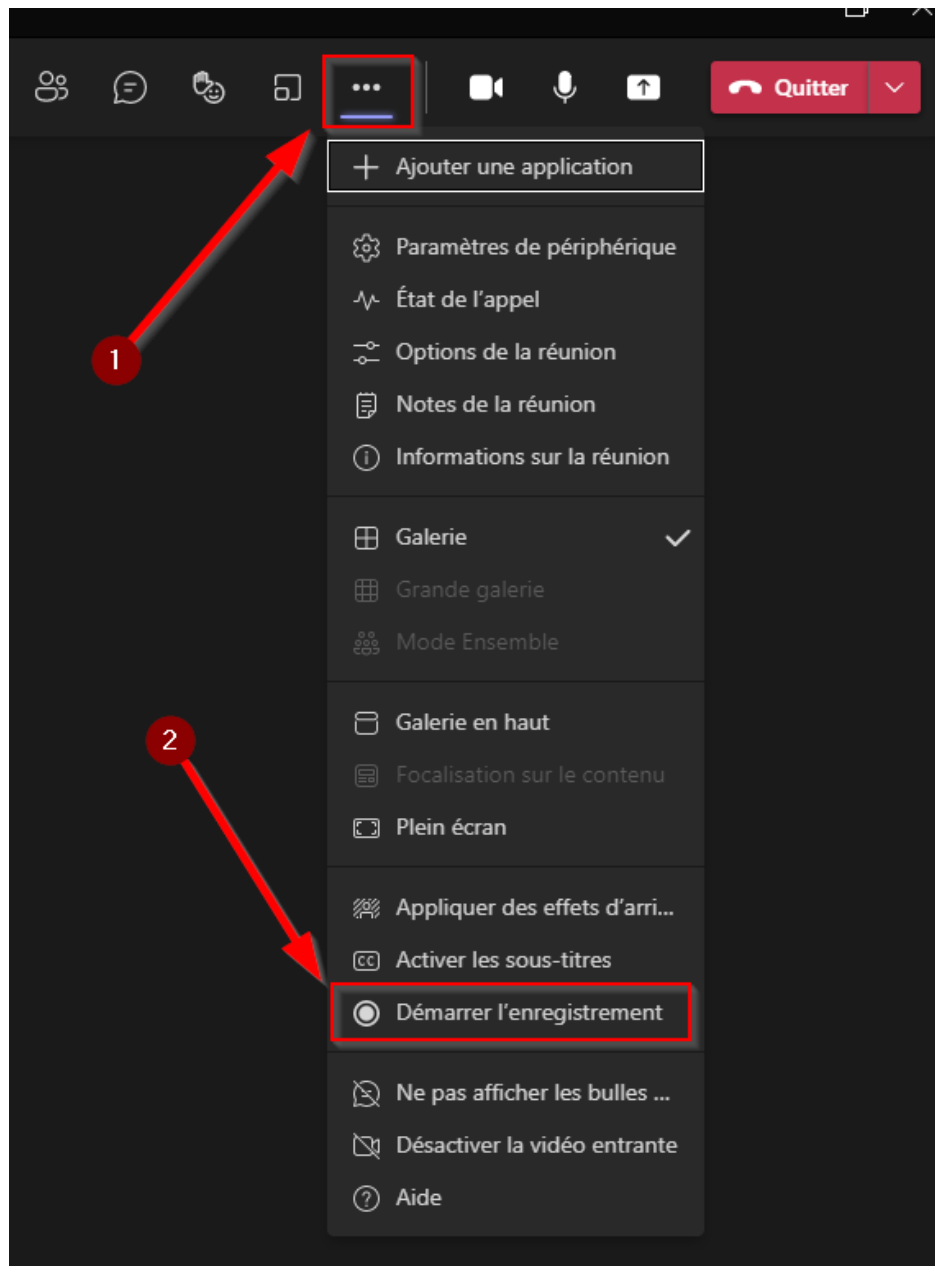 Quitter
Ajouter une application
Paramètres de périphérique
État de l’appel
1
Options de la réunion
Notes de la réunion
Informations sur la réunion
Galerie
Grande galerie
Mode Ensemble
Galerie en haut
2
Focalisation sur le contenu
Plein écran
Appliquer des effets d’arri...
CC Activer les sous-titres
Démarrer l’enregistrement
Ne pas afficher les bulles ...
Désactiver la vidéo entrante
Aide